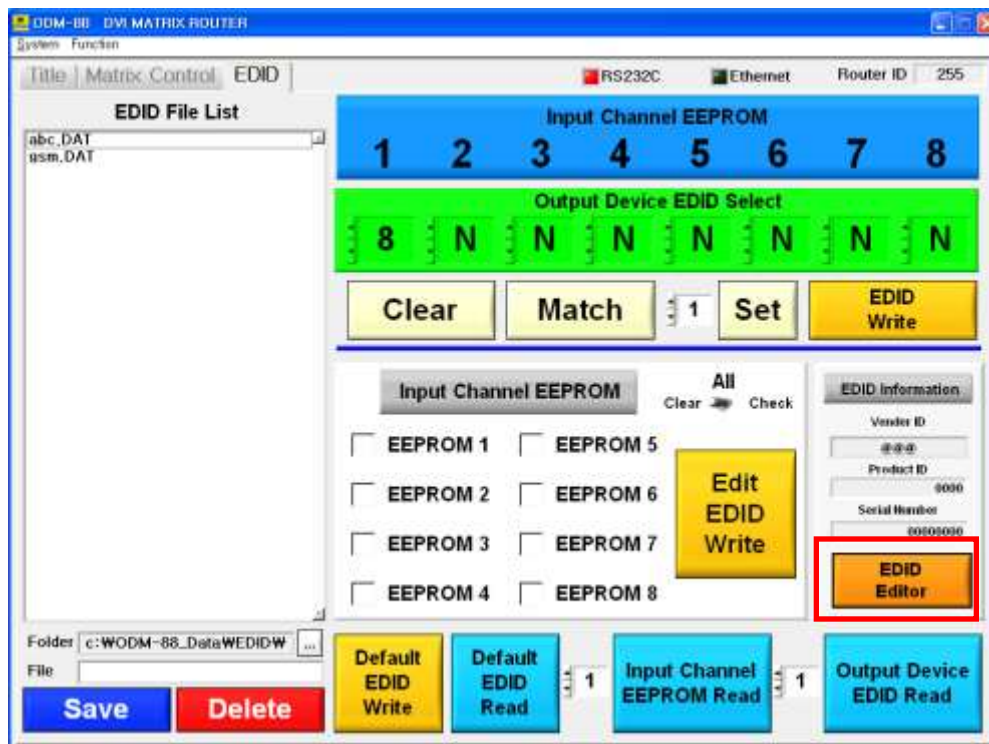 ODM-88 DVI MATRIX ROUTER
System Function
Title Matrix Control EDID
RS232C Ethernet Router ID 255
EDID File List
abc.DAT
asm.DAT
Input Channel EEPROM
1 2 3 4 5 6 7 8
Output Device EDID Select
8 N N N N N N N
Clear Match 1 Set EDID Write
Input Channel EEPROM
All
Clear Check
EEPROM 1 EEPROM 5
EEPROM 2 EEPROM 6
EEPROM 3 EEPROM 7
EEPROM 4 EEPROM 8
Edit
EDID
Write
EDID Information
Vender ID
@@@
Product ID
0000
Serial Number
00000000
EDID
Editor
Folder c:₩ODM-88_Data₩EDID₩ ...
File
Save Delete
Default
EDID
Write
Default
EDID
Read
1
Input Channel
EEPROM Read
1
Output Device
EDID Read